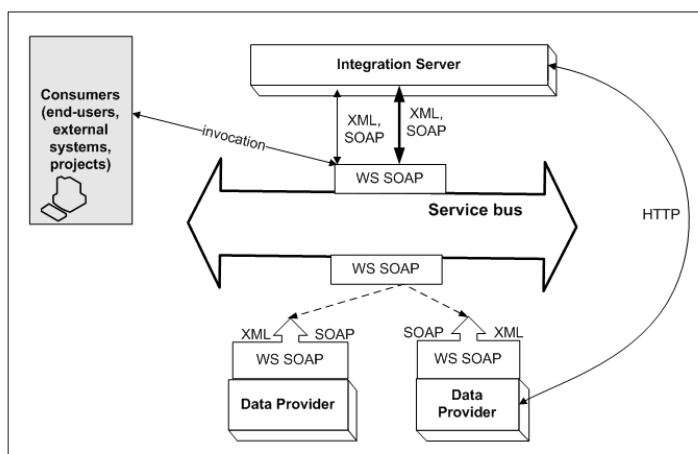 Consumers
(end-users,
external
systems,
projects)
Integration Server
invocation
XML,
SOAP
XML,
SOAP
WS SOAP
Service bus
HTTP
WS SOAP
XML
SOAP
WS SOAP
Data Provider
SOAP
XML
WS SOAP
Data
Provider